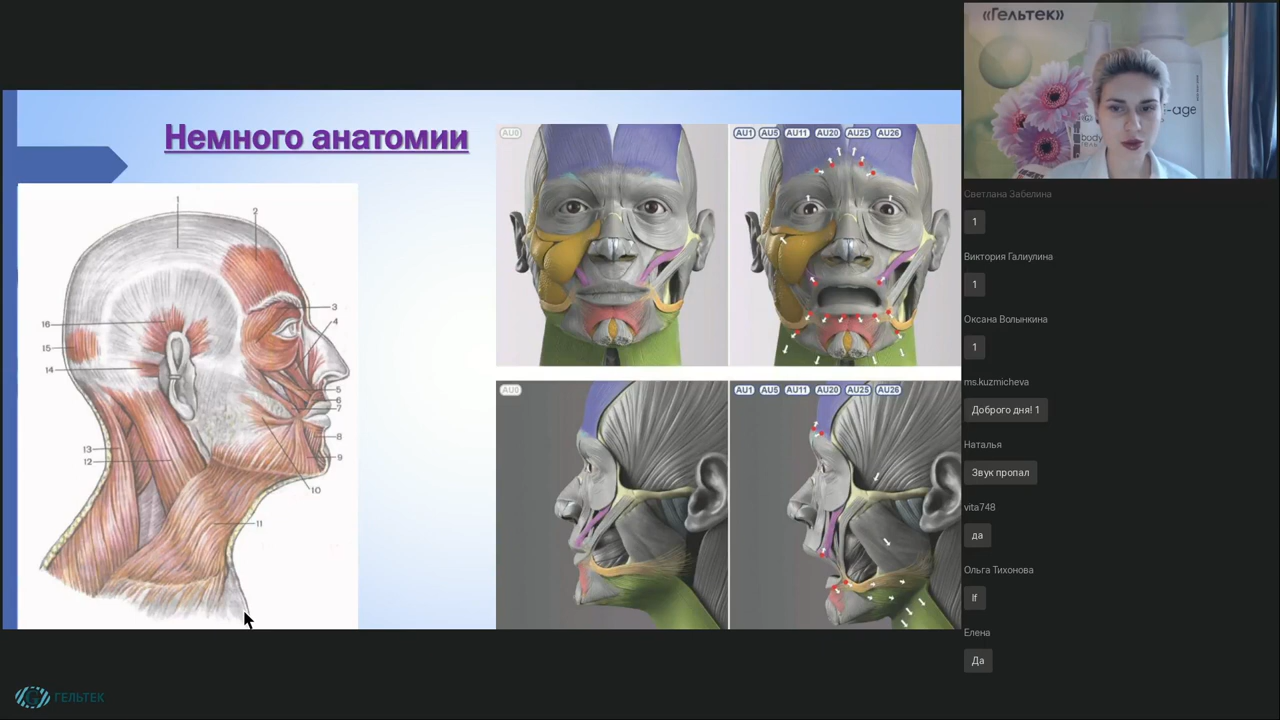 Немного анатомии
1
2
3
4
5
6
7
8
9
10
11
12
13
14
15
16
AU0
AU1 AU5 AU11 AU20 AU25 AU26
AU0
AU1 AU5 AU11 AU20 AU25 AU26
«Гельтек»
-age
body
Светлана Забелина
1
Виктория Галиулина
1
Оксана Волынкина
1
ms.kuzmicheva
Доброго дня! 1
Наталья
Звук пропал
vita748
да
Ольга Тихонова
If
Елена
Да
ГЕЛЬТЕК